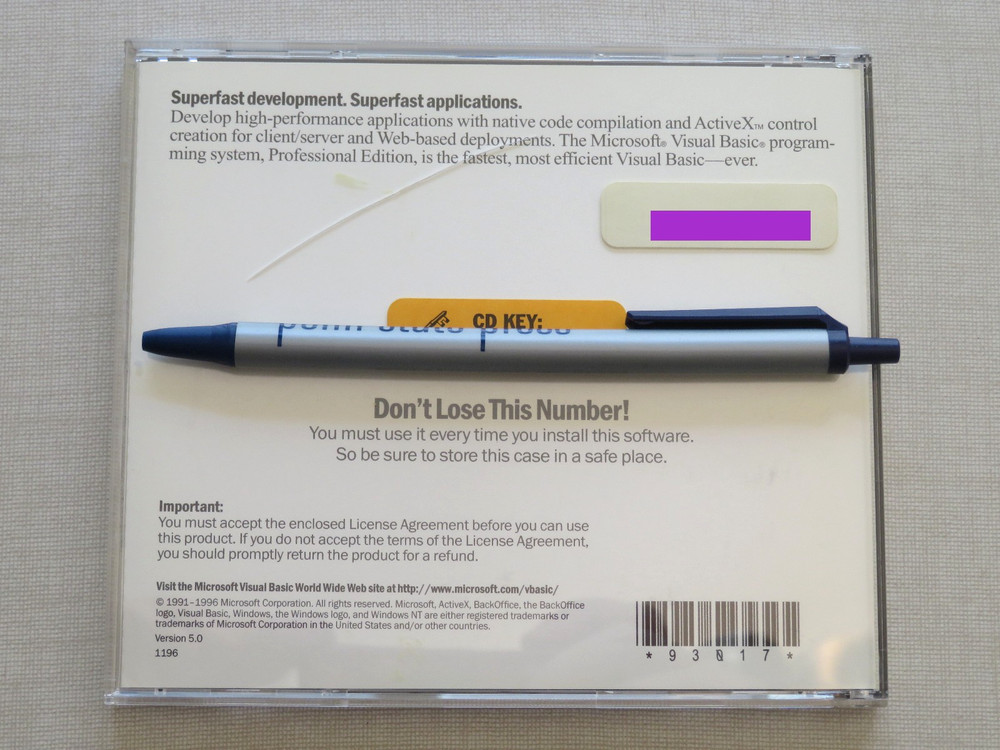 Superfast development. Superfast applications.
Develop high-performance applications with native code compilation and ActiveX™ control
creation for client/server and Web-based deployments. The Microsoft® Visual Basic® program-
ming system, Professional Edition, is the fastest, most efficient Visual Basic—ever.
CD KEY:
penn state press
Don't Lose This Number!
You must use it every time you install this software.
So be sure to store this case in a safe place.
Important:
You must accept the enclosed License Agreement before you can use
this product. If you do not accept the terms of the License Agreement,
you should promptly return the product for a refund.
Visit the Microsoft Visual Basic World Wide Web site at http://www.microsoft.com/vbasic/
© 1991–1996 Microsoft Corporation. All rights reserved. Microsoft, ActiveX, BackOffice, the BackOffice
logo, Visual Basic, Windows, the Windows logo, and Windows NT are either registered trademarks or
trademarks of Microsoft Corporation in the United States and/or other countries.
Version 5.0
1196
* 9 3 0 1 7 *